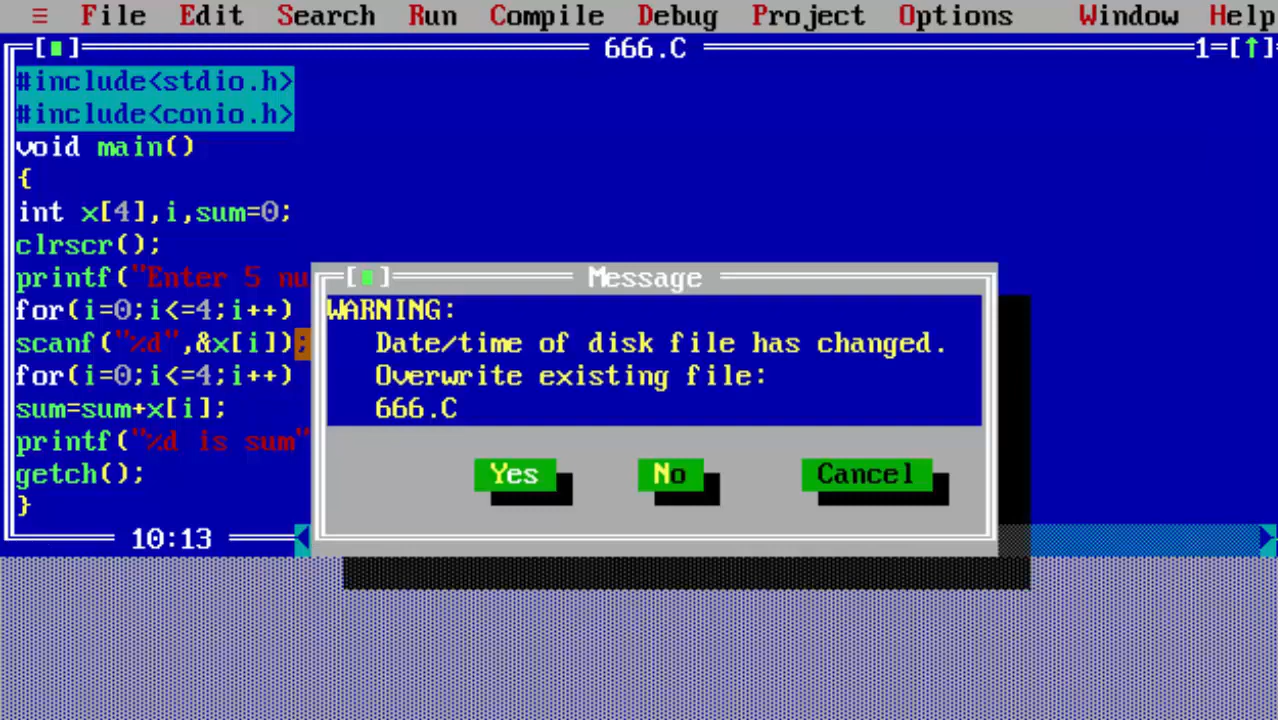 ≡ File Edit Search Run Compile Debug Project Options Window Help
[■] 666.C 1=[↑]
#include<stdio.h>
#include<conio.h>
void main()
{
int x[4],i,sum=0;
clrscr();
printf("Enter 5 nu
for(i=0;i<=4;i++)
scanf("%d",&x[i]);
for(i=0;i<=4;i++)
sum=sum+x[i];
printf("%d is sum"
getch();
}
10:13
[■] Message
WARNING:
Date/time of disk file has changed.
Overwrite existing file:
666.C
Yes No Cancel